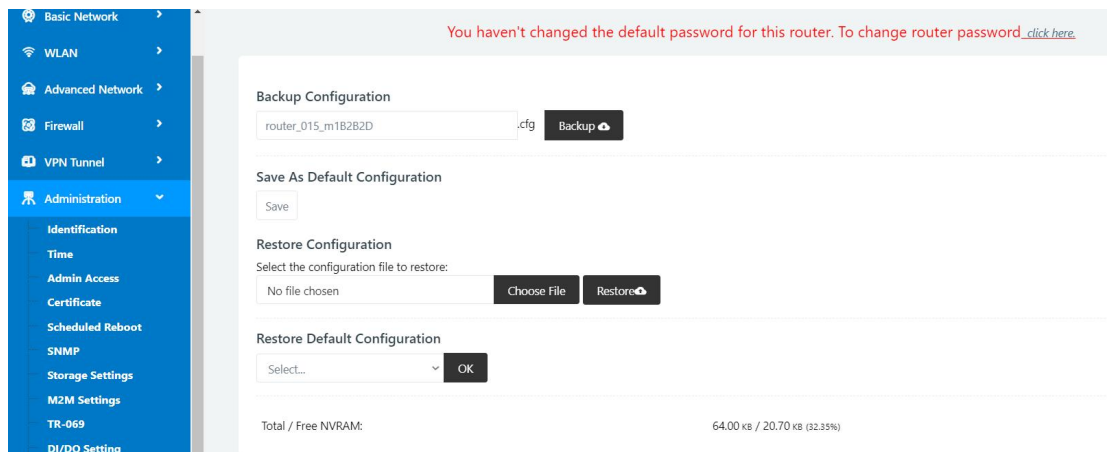 Basic Network
WLAN
Advanced Network
Firewall
VPN Tunnel
Administration
Identification
Time
Admin Access
Certificate
Scheduled Reboot
SNMP
Storage Settings
M2M Settings
TR-069
DI/DO Setting
You haven't changed the default password for this router. To change router password click here.
Backup Configuration
router_015_m1B2B2D .cfg Backup
Save As Default Configuration
Save
Restore Configuration
Select the configuration file to restore:
No file chosen Choose File Restore
Restore Default Configuration
Select... OK
Total / Free NVRAM: 64.00 KB / 20.70 KB (32.35%)